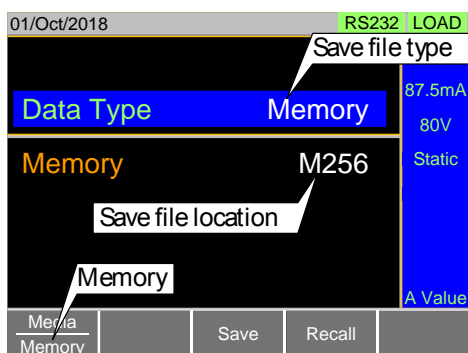 01/Oct/2018 RS232 LOAD
Save file type
87.5mA
Data Type Memory
80V
Memory M256 Static
Save file location
Memory
A Value
Media Save Recall
Memory